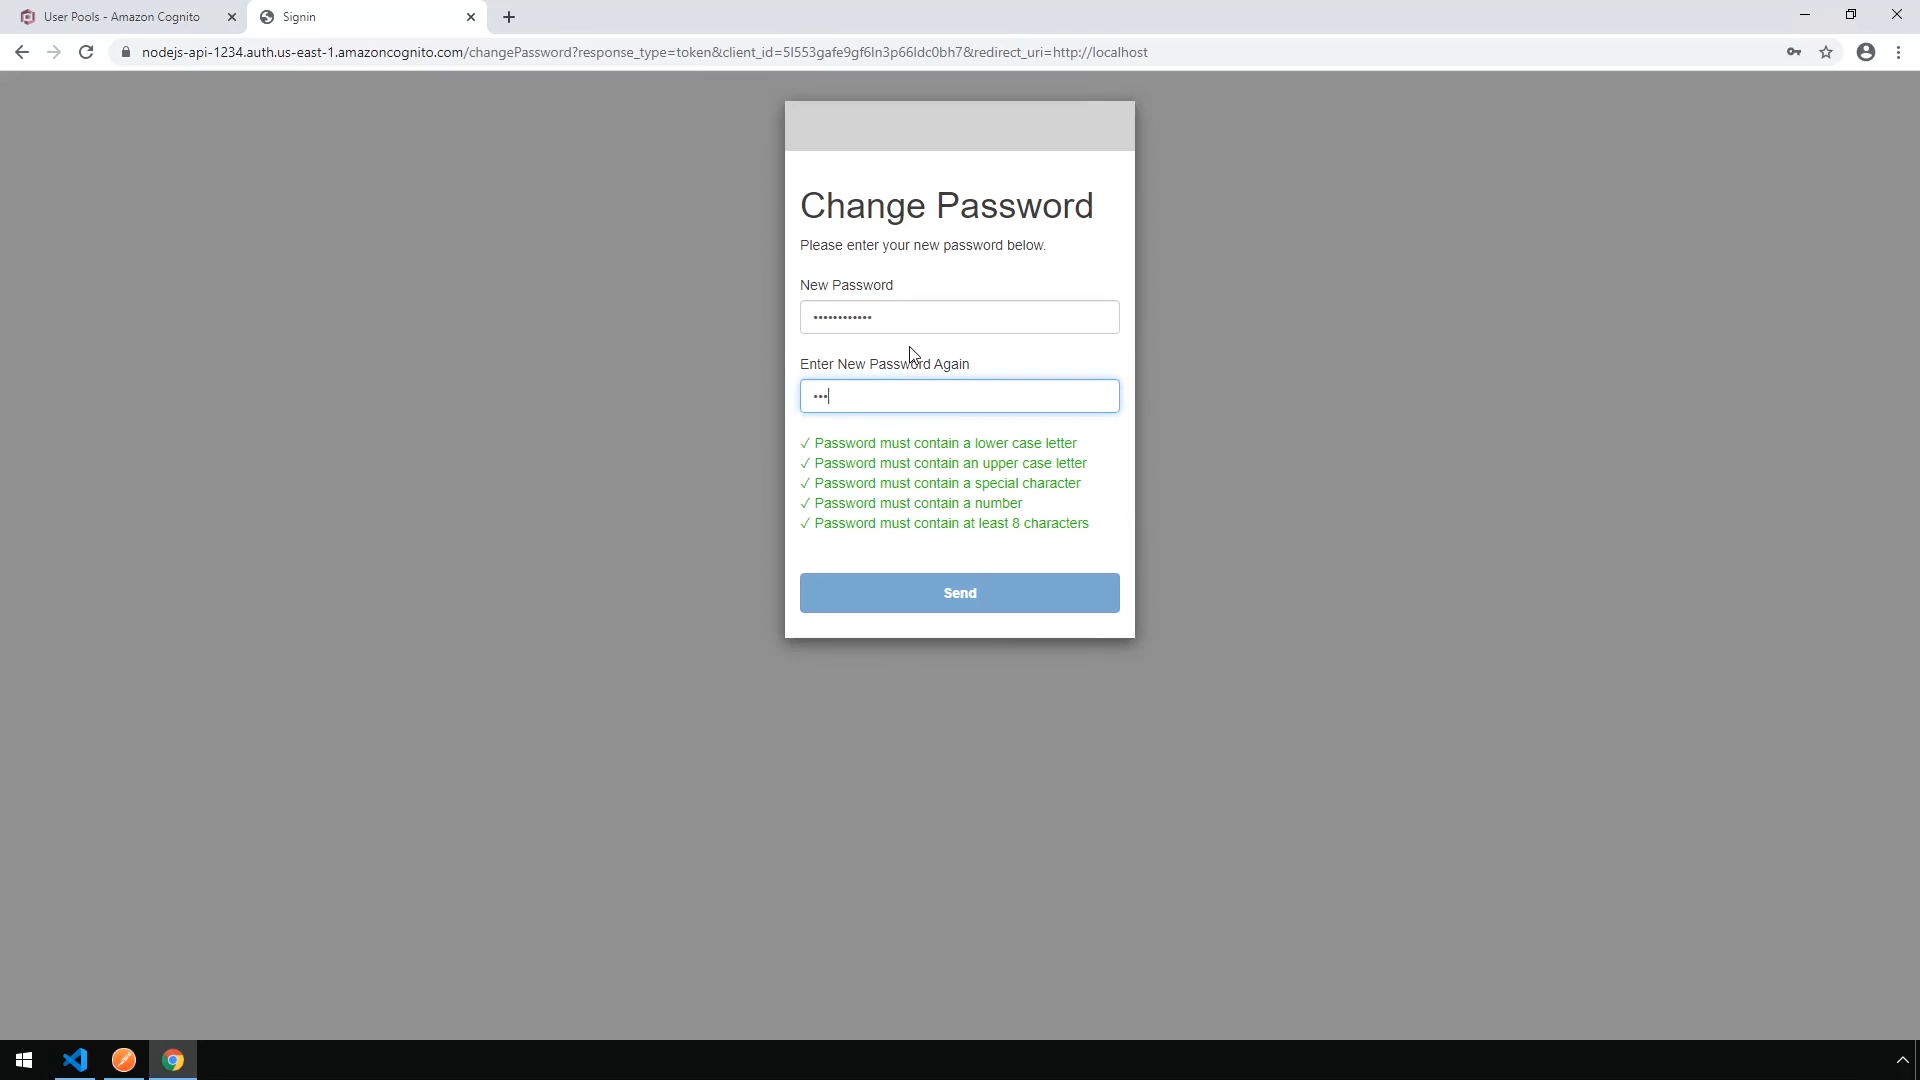 User Pools - Amazon Cognito
Signin
nodejs-api-1234.auth.us-east-1.amazoncognito.com/changePassword?response_type=token&client_id=5l553gafe9gf6ln3p66ldc0bh7&redirect_uri=http://localhost
Change Password
Please enter your new password below.
New Password
••••••••••••
Enter New Password Again
•••
✓ Password must contain a lower case letter
✓ Password must contain an upper case letter
✓ Password must contain a special character
✓ Password must contain a number
✓ Password must contain at least 8 characters
Send